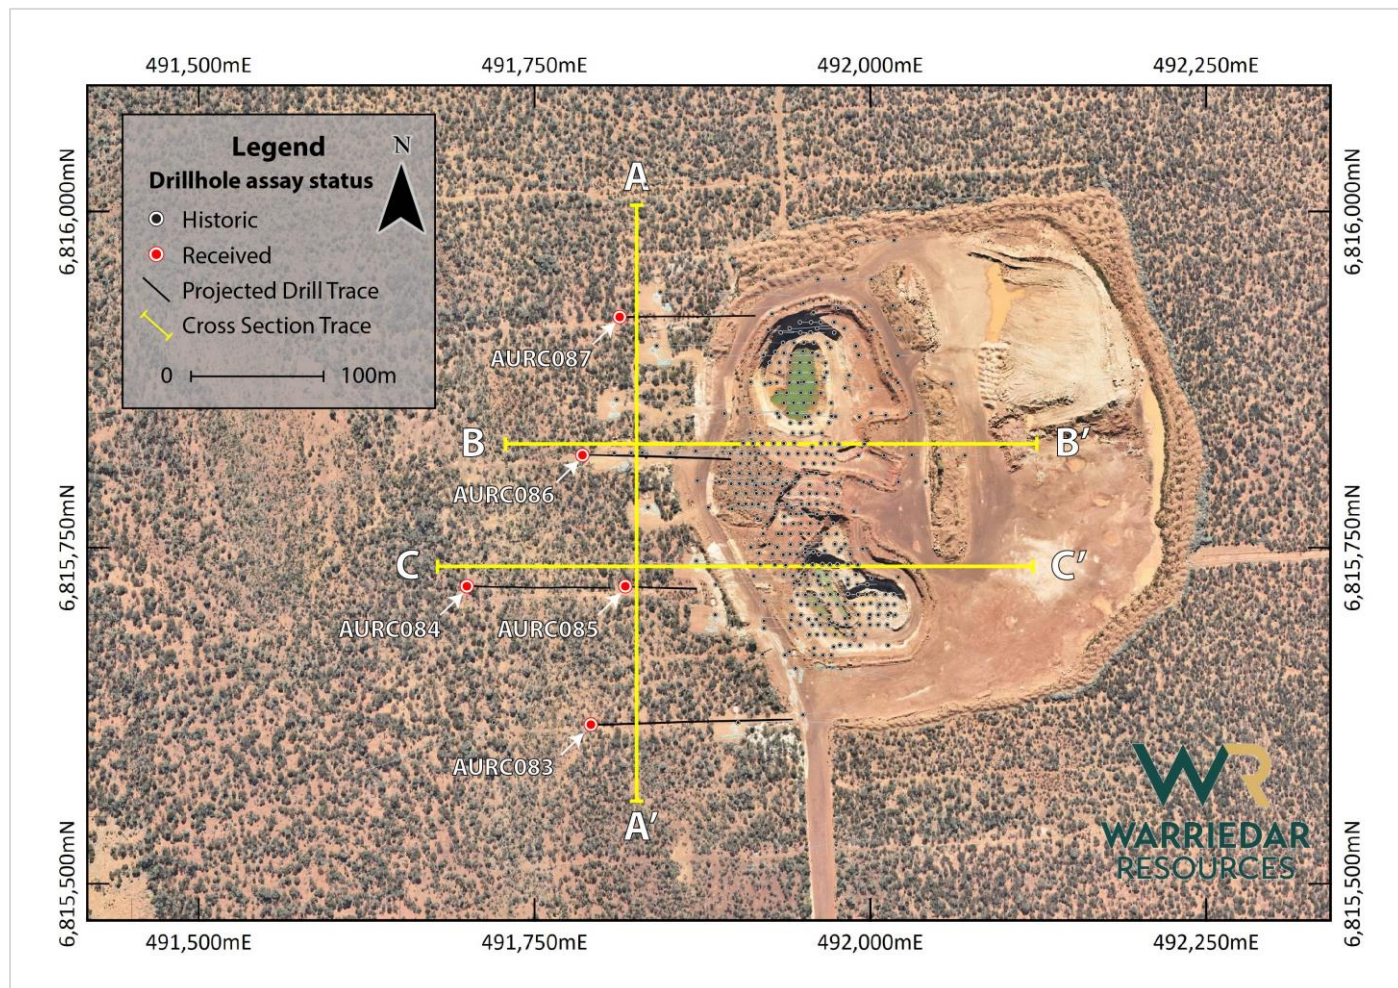 491,500mE
491,750mE
492,000mE
492,250mE
6,816,000mN
6,816,000mN
Legend
N
Drillhole assay status
Historic
Received
Projected Drill Trace
Cross Section Trace
0
100m
A
AURC087
B
B'
AURC086
C
C'
AURC084
AURC085
6,815,750mN
6,815,750mN
AURC083
A'
WR
WARRIEDAR
RESOURCES
6,815,500mN
6,815,500mN
491,500mE
491,750mE
492,000mE
492,250mE